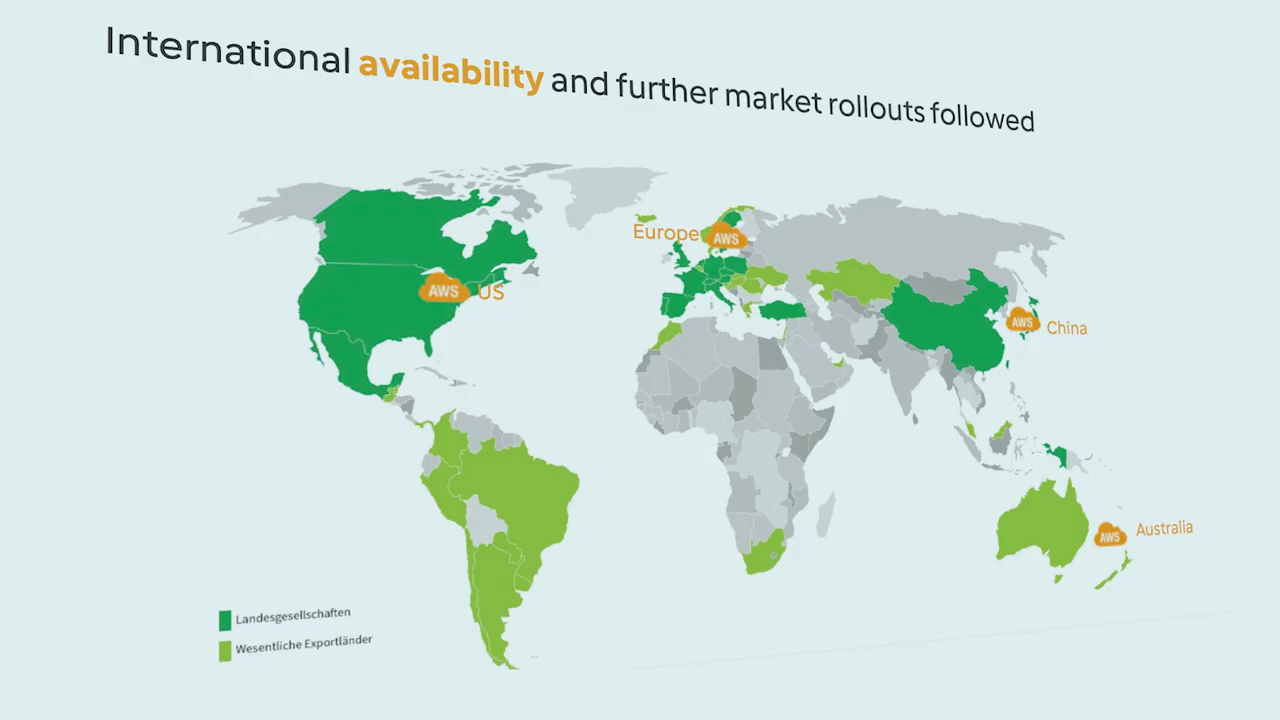 International availability and further market rollouts followed
Europe
AWS
AWS US
AWS China
AWS Australia
Landesgesellschaften
Wesentliche Exportländer